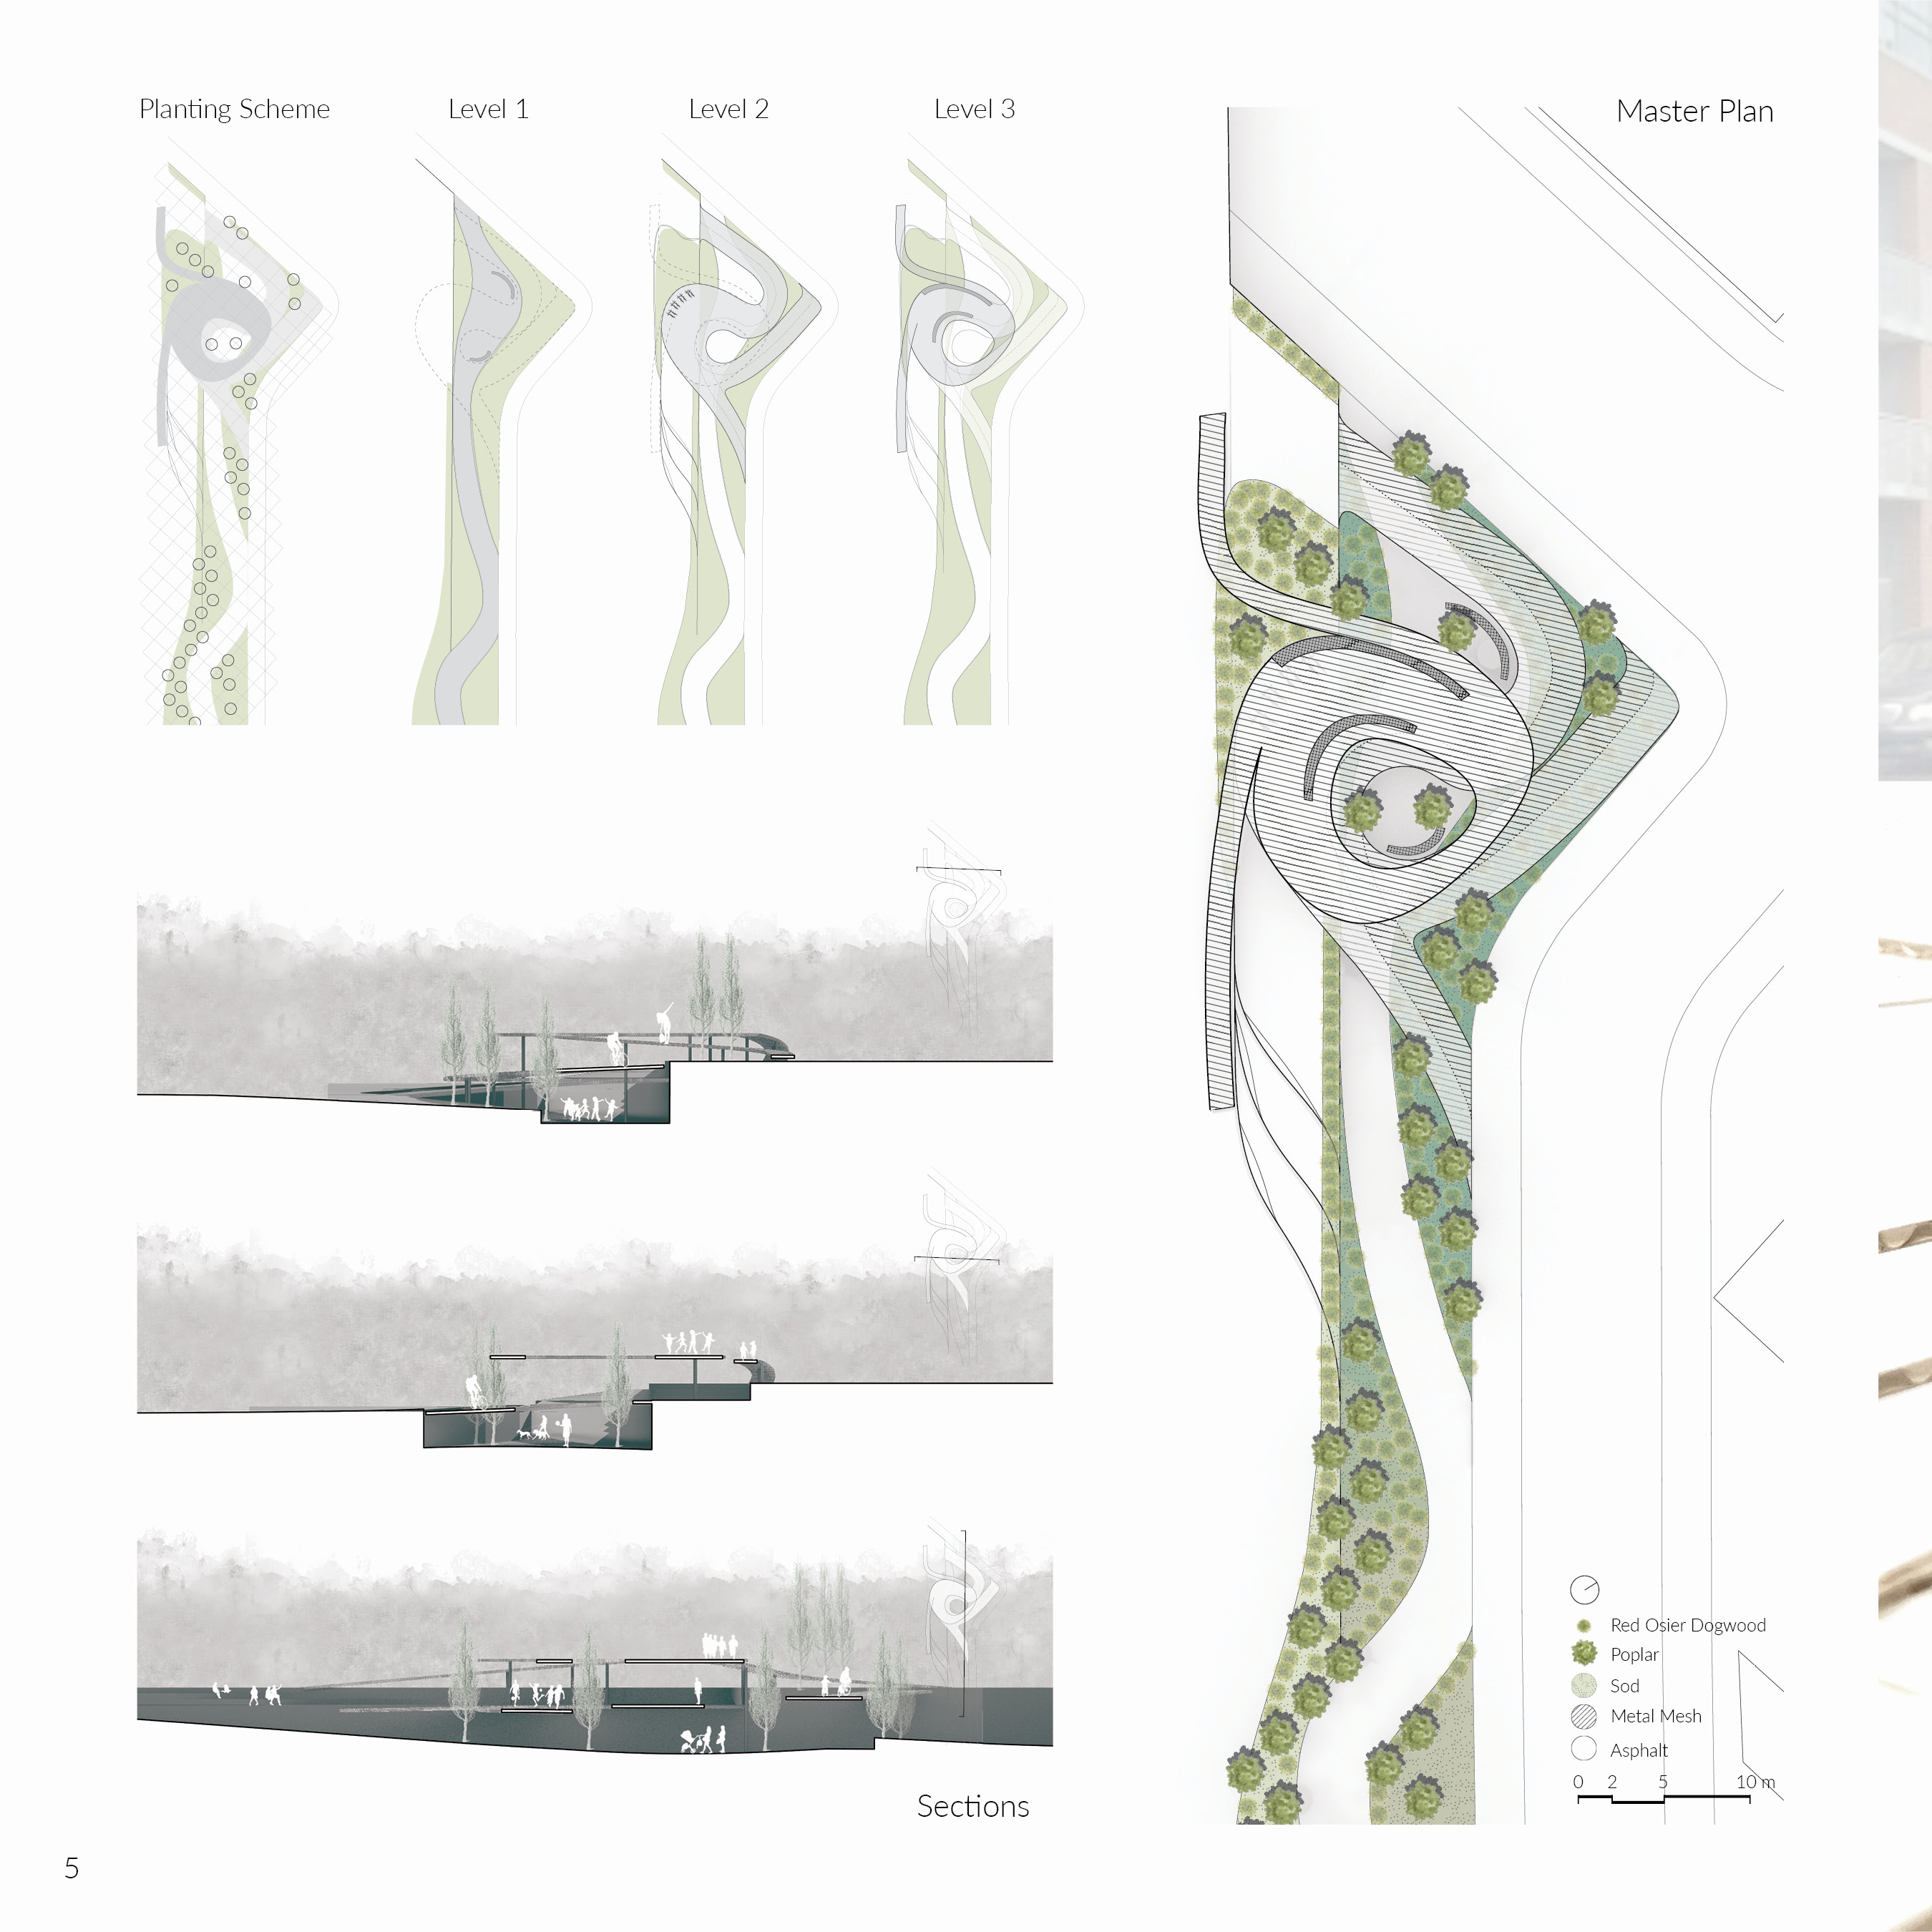 Planting Scheme
Level 1
Level 2
Level 3
Master Plan
Red Osier Dogwood
Poplar
Sod
Metal Mesh
Asphalt
0 2 5 10 m
Sections
5